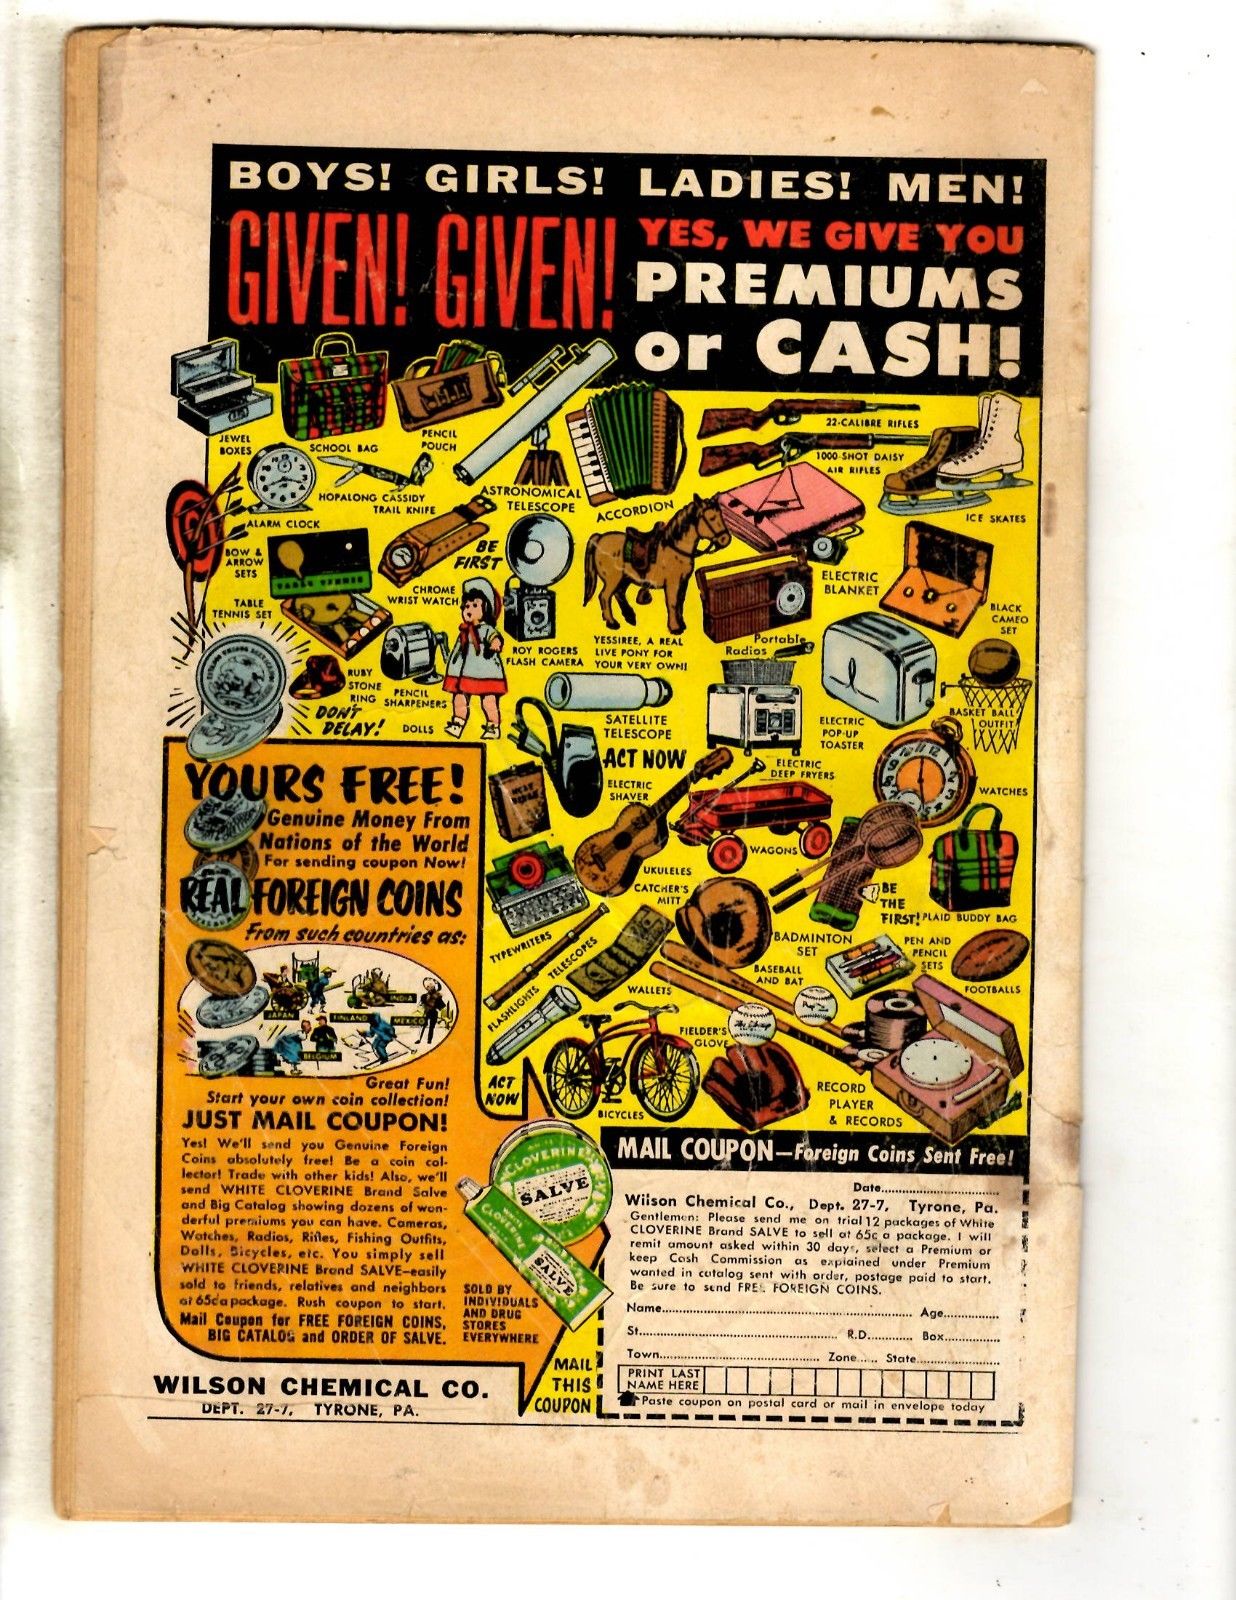 BOYS! GIRLS! LADIES! MEN!
GIVEN! GIVEN!
YES, WE GIVE YOU
PREMIUMS
or CASH!
JEWEL
BOXES
SCHOOL BAG
PENCIL
POUCH
ASTRONOMICAL
TELESCOPE
ACCORDION
22-CALIBRE RIFLES
1000-SHOT DAISY
AIR RIFLES
ICE SKATES
ALARM CLOCK
HOPALONG CASSIDY
TRAIL KNIFE
BOW &
ARROW
SETS
TABLE TENNIS
TABLE
TENNIS SET
CHROME
WRIST WATCH
BE
FIRST
ROY ROGERS
FLASH CAMERA
YESSIREE, A REAL
LIVE PONY FOR
YOUR VERY OWN!
ELECTRIC
BLANKET
Portable
Radios
BLACK
CAMEO
SET
RUBY
STONE
RING
PENCIL
SHARPENERS
DON'T
DELAY!
DOLLS
SATELLITE
TELESCOPE
ELECTRIC
POP-UP
TOASTER
BASKET BALL
OUTFIT
ACT NOW
ELECTRIC
SHAVER
ELECTRIC
DEEP FRYERS
WATCHES
HOLY BIBLE
WAGONS
UKULELES
CATCHER'S
MITT
BE
THE
FIRST!
PLAID BUDDY BAG
TYPEWRITERS
TELESCOPES
WALLETS
BADMINTON
SET
BASEBALL
AND BAT
PEN AND
PENCIL
SETS
FOOTBALLS
FLASHLIGHTS
FIELDER'S
GLOVE
ACT
NOW
BICYCLES
RECORD
PLAYER
& RECORDS
YOURS FREE!
Genuine Money From
Nations of the World
For sending coupon Now!
REAL FOREIGN COINS
From such countries as:
JAPAN
FINLAND
INDIA
MEXICO
BELGIUM
Great Fun!
Start your own coin collection!
JUST MAIL COUPON!
Yes! We'll send you Genuine Foreign
Coins absolutely free! Be a coin col-
lector! Trade with other kids! Also, we'll
send WHITE CLOVERINE Brand Salve
and Big Catalog showing dozens of won-
derful premiums you can have. Cameras,
Watches, Radios, Rifles, Fishing Outfits,
Dolls, Bicycles, etc. You simply sell
WHITE CLOVERINE Brand SALVE—easily
sold to friends, relatives and neighbors
at 65c a package. Rush coupon to start.
Mail Coupon for FREE FOREIGN COINS,
BIG CATALOG and ORDER OF SALVE.
WHITE
CLOVERINE
BRAND
SALVE
WHITE
CLOVERINE
SALVE
SOLD BY
INDIVIDUALS
AND DRUG
STORES
EVERYWHERE
MAIL
THIS
COUPON
WILSON CHEMICAL CO.
DEPT. 27-7, TYRONE, PA.
MAIL COUPON—Foreign Coins Sent Free!
Date
Wilson Chemical Co., Dept. 27-7, Tyrone, Pa.
Gentlemen: Please send me on trial 12 packages of White
CLOVERINE Brand SALVE to sell at 65c a package. I will
remit amount asked within 30 days, select a Premium or
keep Cash Commission as explained under Premium
wanted in catalog sent with order, postage paid to start.
Be sure to send FREE FOREIGN COINS.
Name Age
St. R.D. Box
Town Zone State
PRINT LAST
NAME HERE
Paste coupon on postal card or mail in envelope today